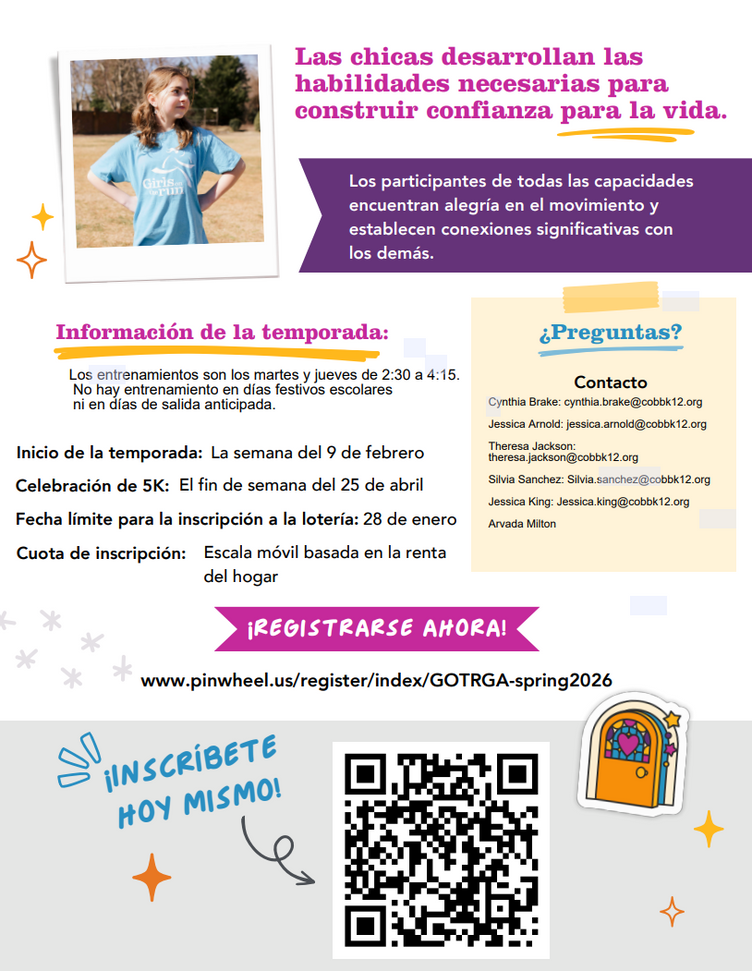 Las chicas desarrollan las
habilidades necesarias para
construir confianza para la vida.
Girls
on the
run
Los participantes de todas las capacidades
encuentran alegría en el movimiento y
establecen conexiones significativas con
los demás.
Información de la temporada:
Los entrenamientos son los martes y jueves de 2:30 a 4:15.
No hay entrenamiento en días festivos escolares
ni en días de salida anticipada.
Inicio de la temporada: La semana del 9 de febrero
Celebración de 5K: El fin de semana del 25 de abril
Fecha límite para la inscripción a la lotería: 28 de enero
Cuota de inscripción: Escala móvil basada en la renta
del hogar
¿Preguntas?
Contacto
Cynthia Brake: cynthia.brake@cobbk12.org
Jessica Arnold: jessica.arnold@cobbk12.org
Theresa Jackson:
theresa.jackson@cobbk12.org
Silvia Sanchez: Silvia.sanchez@cobbk12.org
Jessica King: Jessica.king@cobbk12.org
Arvada Milton
¡REGISTRARSE AHORA!
www.pinwheel.us/register/index/GOTRGA-spring2026
¡INSCRÍBETE
HOY MISMO!